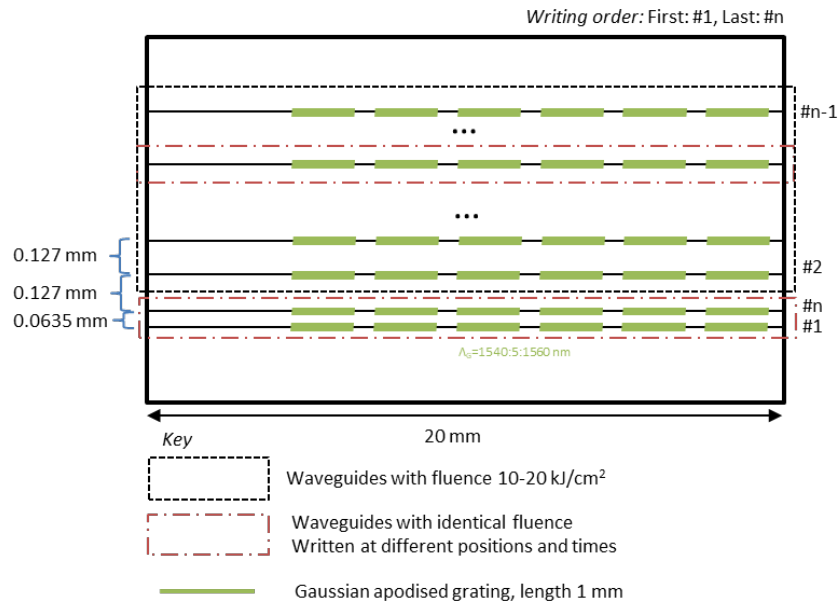 Writing order: First: #1, Last: #n
#n-1
...
...
0.127 mm
#2
0.127 mm
#n
0.0635 mm
#1
Λ_G=1540:5:1560 nm
20 mm
Key
Waveguides with fluence 10-20 kJ/cm²
Waveguides with identical fluence
Written at different positions and times
Gaussian apodised grating, length 1 mm